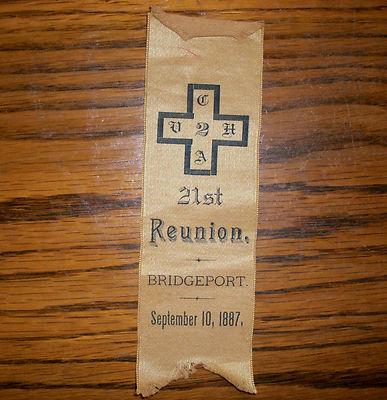 C
V 2 H
A
21st
Reunion.
BRIDGEPORT.
September 10, 1887.